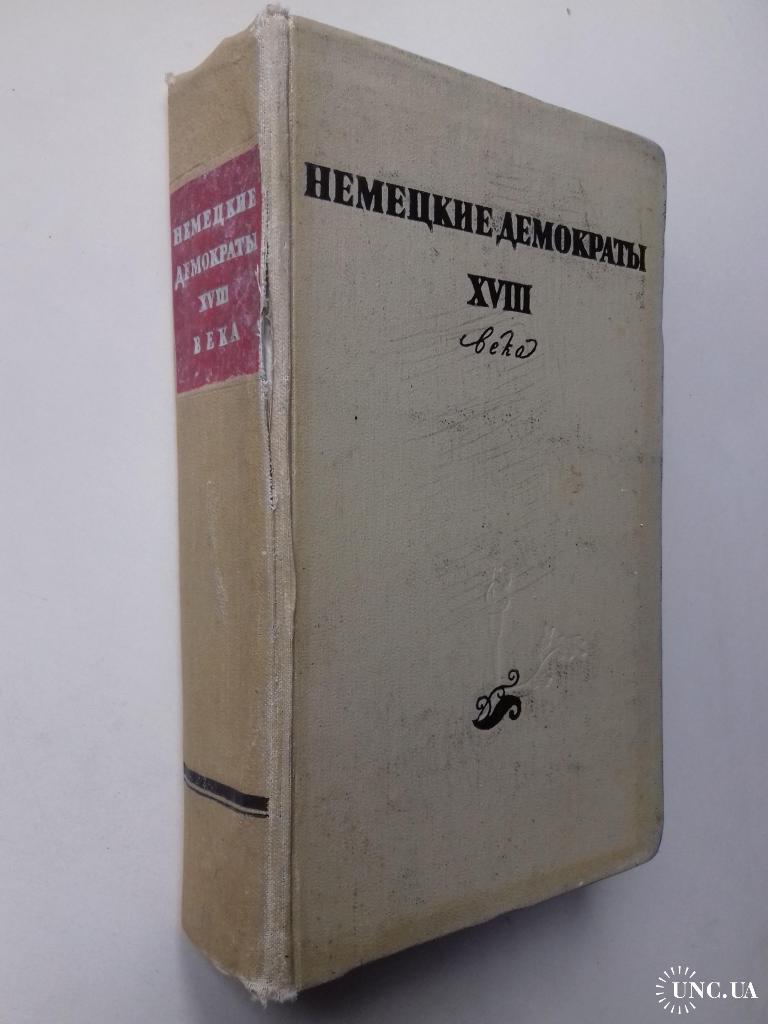 НЕМЕЦКИЕ
ДЕМОКРАТЫ
XVIII
ВЕКА
НЕМЕЦКИЕ ДЕМОКРАТЫ
XVIII
века
UNC.UA